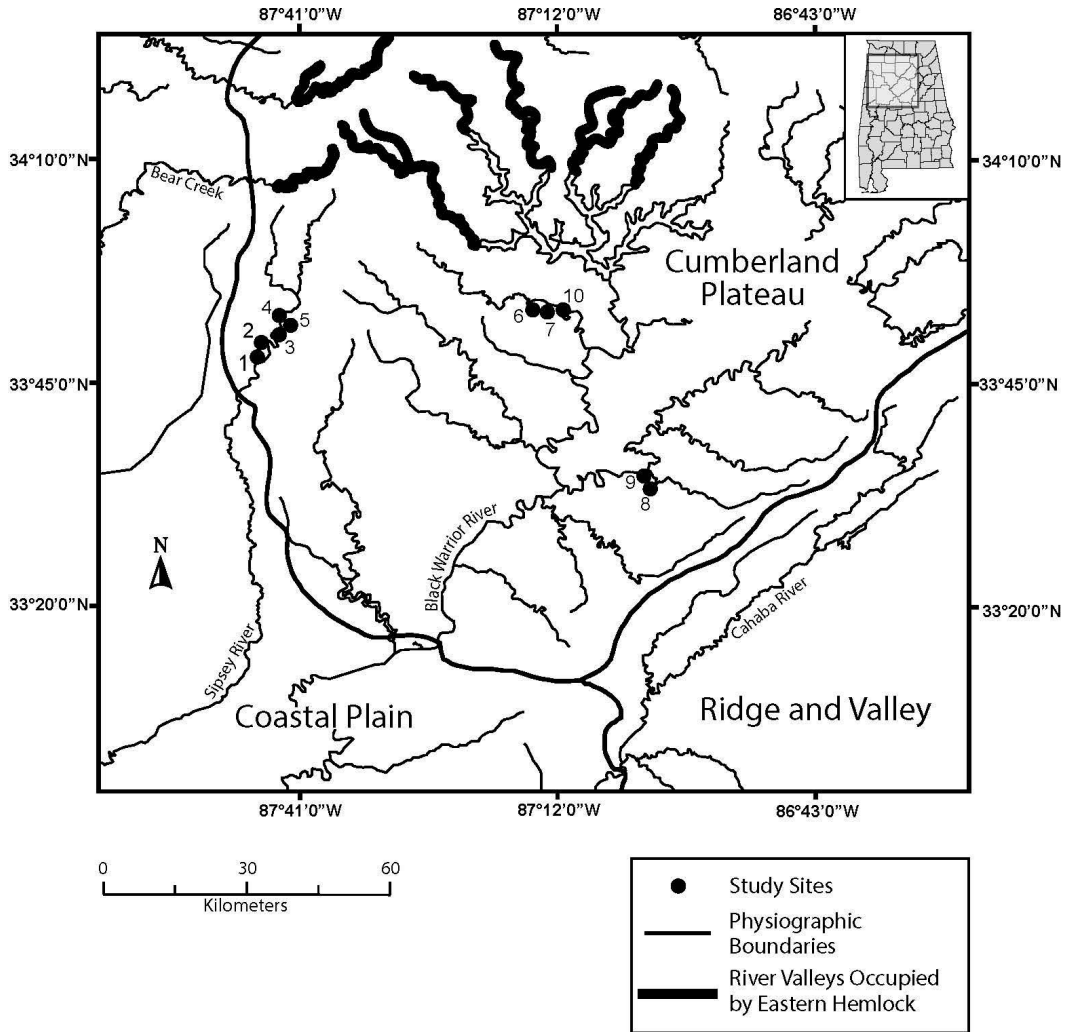 87°41'0"W 87°12'0"W 86°43'0"W
34°10'0"N 34°10'0"N
Bear Creek
Cumberland
Plateau
4 5 6 7 10
2 3
1
33°45'0"N 33°45'0"N
9
8
Black Warrior River
N
33°20'0"N 33°20'0"N
Cahaba River
Sipsey River
Coastal Plain Ridge and Valley
87°41'0"W 87°12'0"W 86°43'0"W
0 30 60
Kilometers
Study Sites
Physiographic
Boundaries
River Valleys Occupied
by Eastern Hemlock